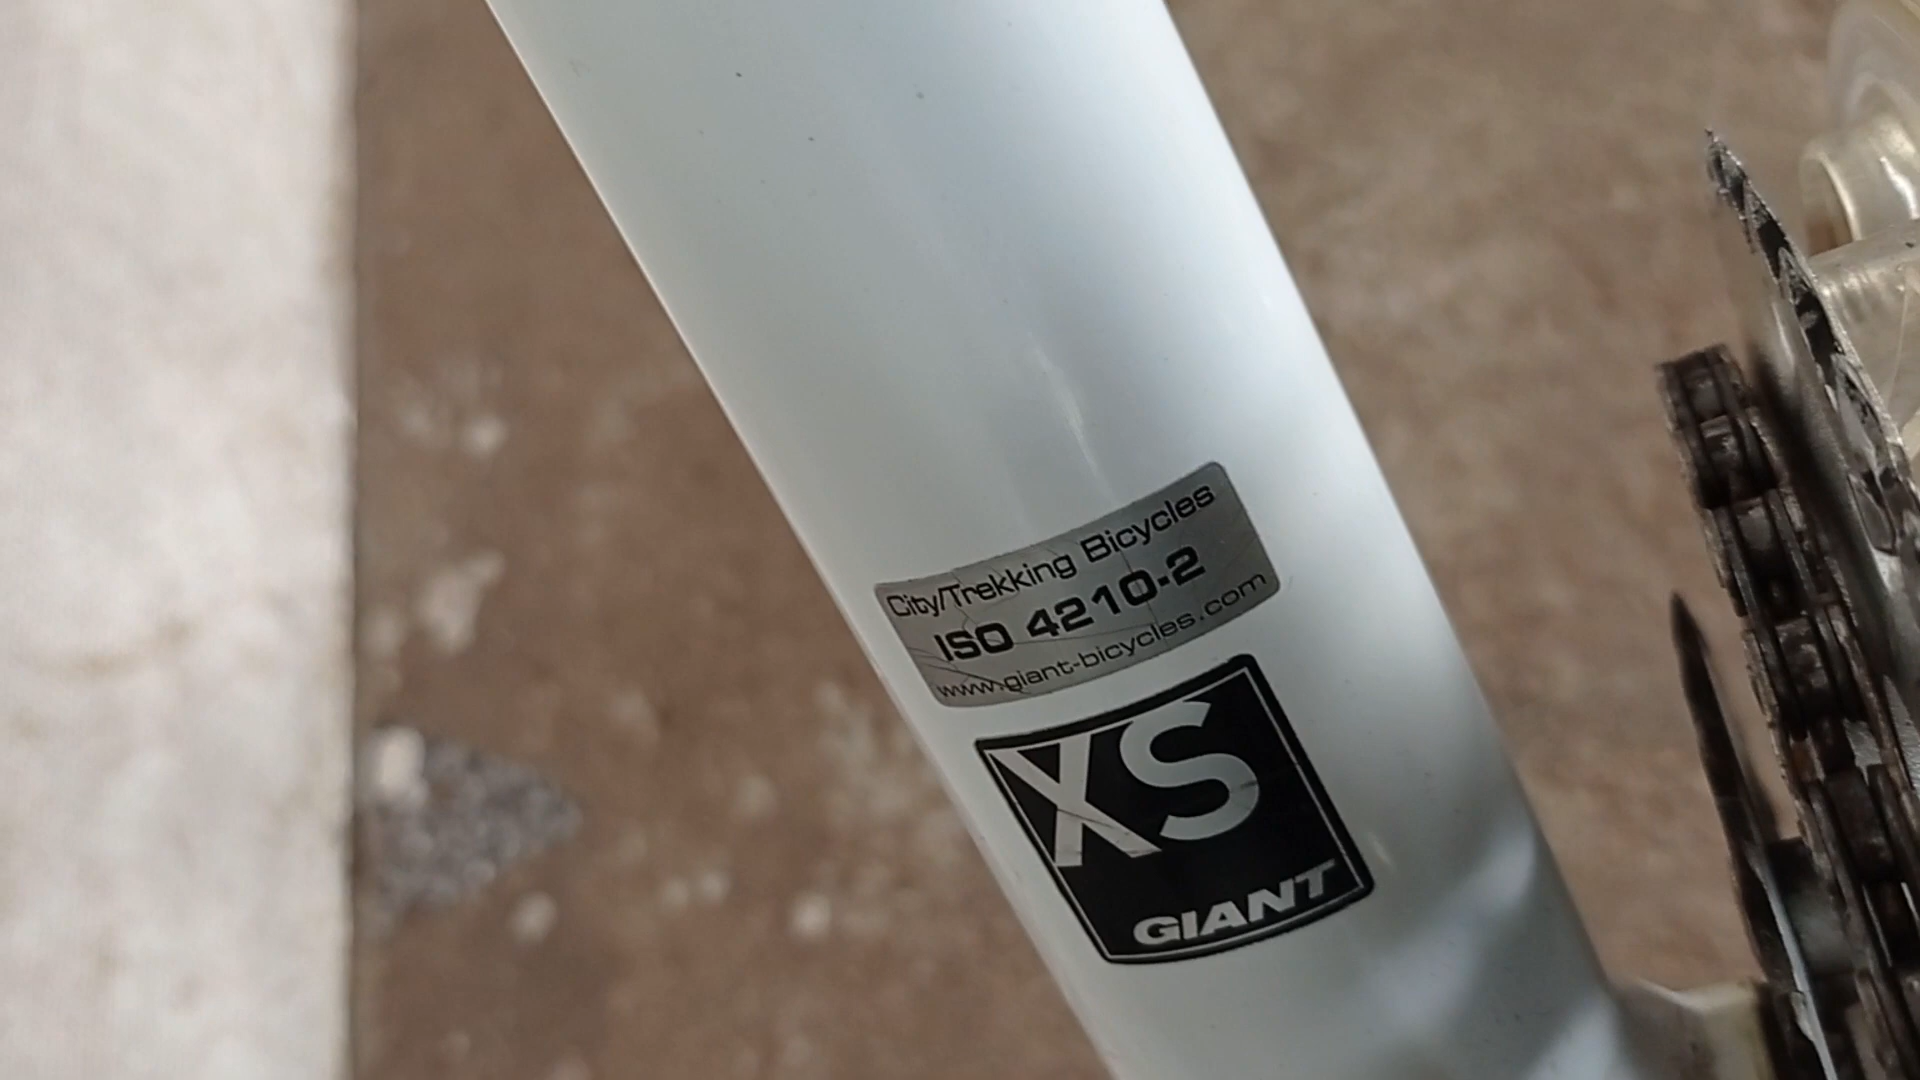 City/Trekking Bicycles
ISO 4210-2
www.giant-bicycles.com
XS
GIANT